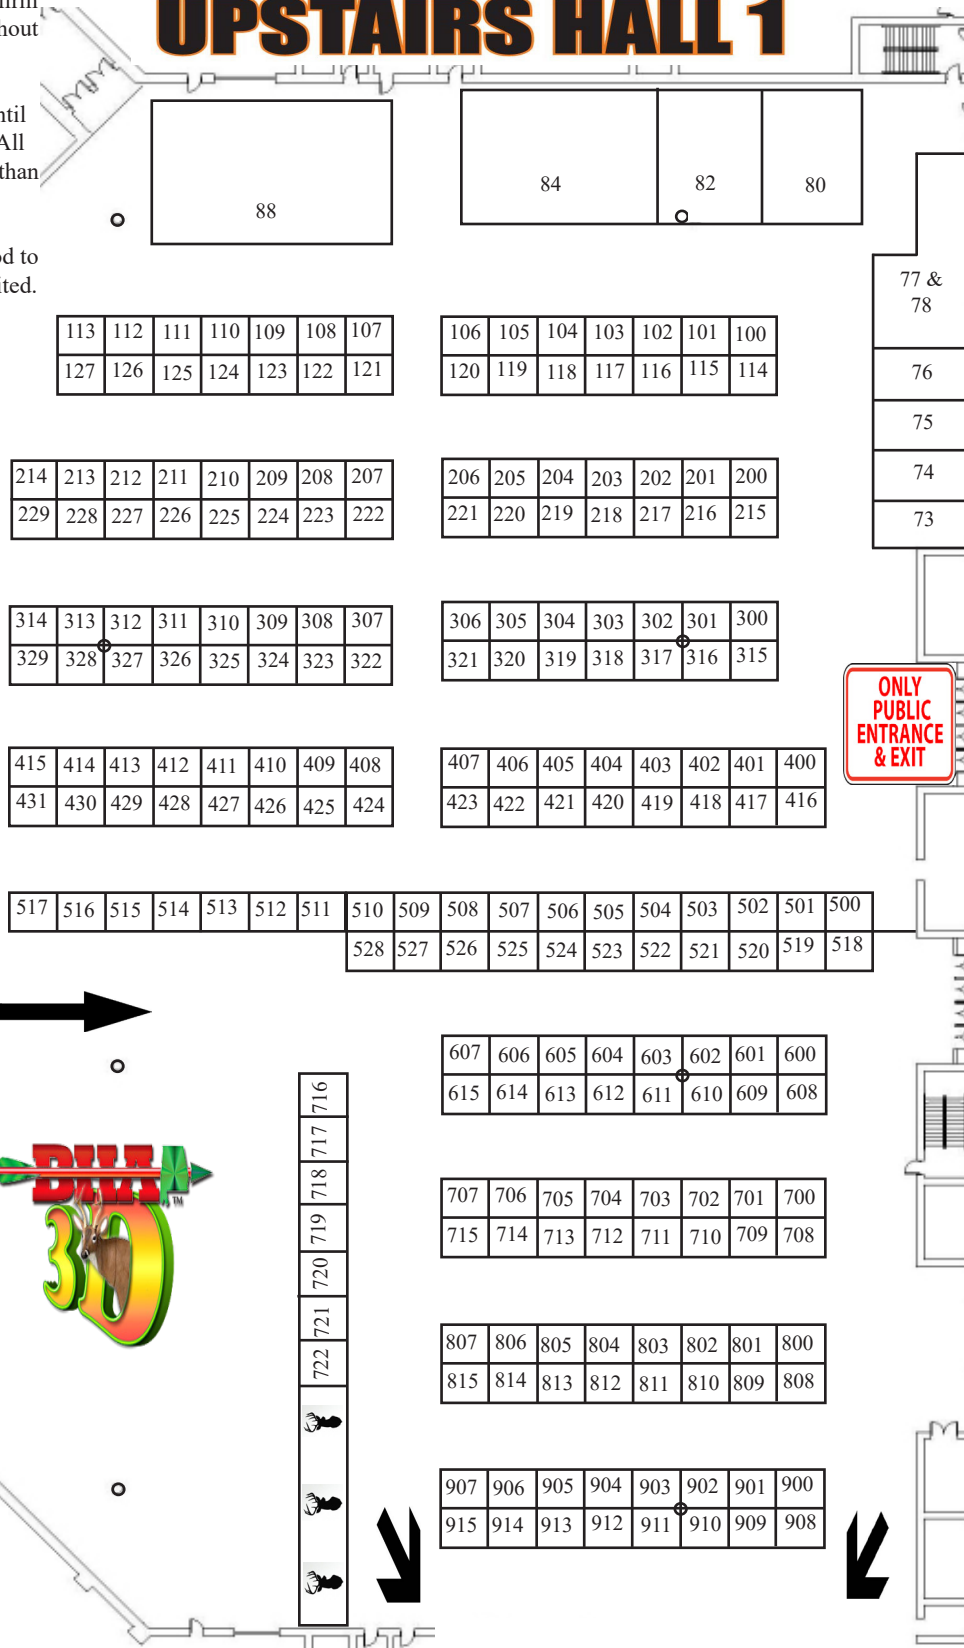 UPSTAIRS HALL 1
hout
ntil
All
than
od to
ited.
88
84 82 80
77 &
78
76
75
74
73
113 112 111 110 109 108 107
127 126 125 124 123 122 121
106 105 104 103 102 101 100
120 119 118 117 116 115 114
214 213 212 211 210 209 208 207
229 228 227 226 225 224 223 222
206 205 204 203 202 201 200
221 220 219 218 217 216 215
314 313 312 311 310 309 308 307
329 328 327 326 325 324 323 322
306 305 304 303 302 301 300
321 320 319 318 317 316 315
ONLY
PUBLIC
ENTRANCE
& EXIT
415 414 413 412 411 410 409 408
431 430 429 428 427 426 425 424
407 406 405 404 403 402 401 400
423 422 421 420 419 418 417 416
517 516 515 514 513 512 511 510 509 508 507 506 505 504 503 502 501 500
528 527 526 525 524 523 522 521 520 519 518
607 606 605 604 603 602 601 600
615 614 613 612 611 610 609 608
716
717
718
719
720
721
722
BHA
TM
3D
707 706 705 704 703 702 701 700
715 714 713 712 711 710 709 708
807 806 805 804 803 802 801 800
815 814 813 812 811 810 809 808
907 906 905 904 903 902 901 900
915 914 913 912 911 910 909 908